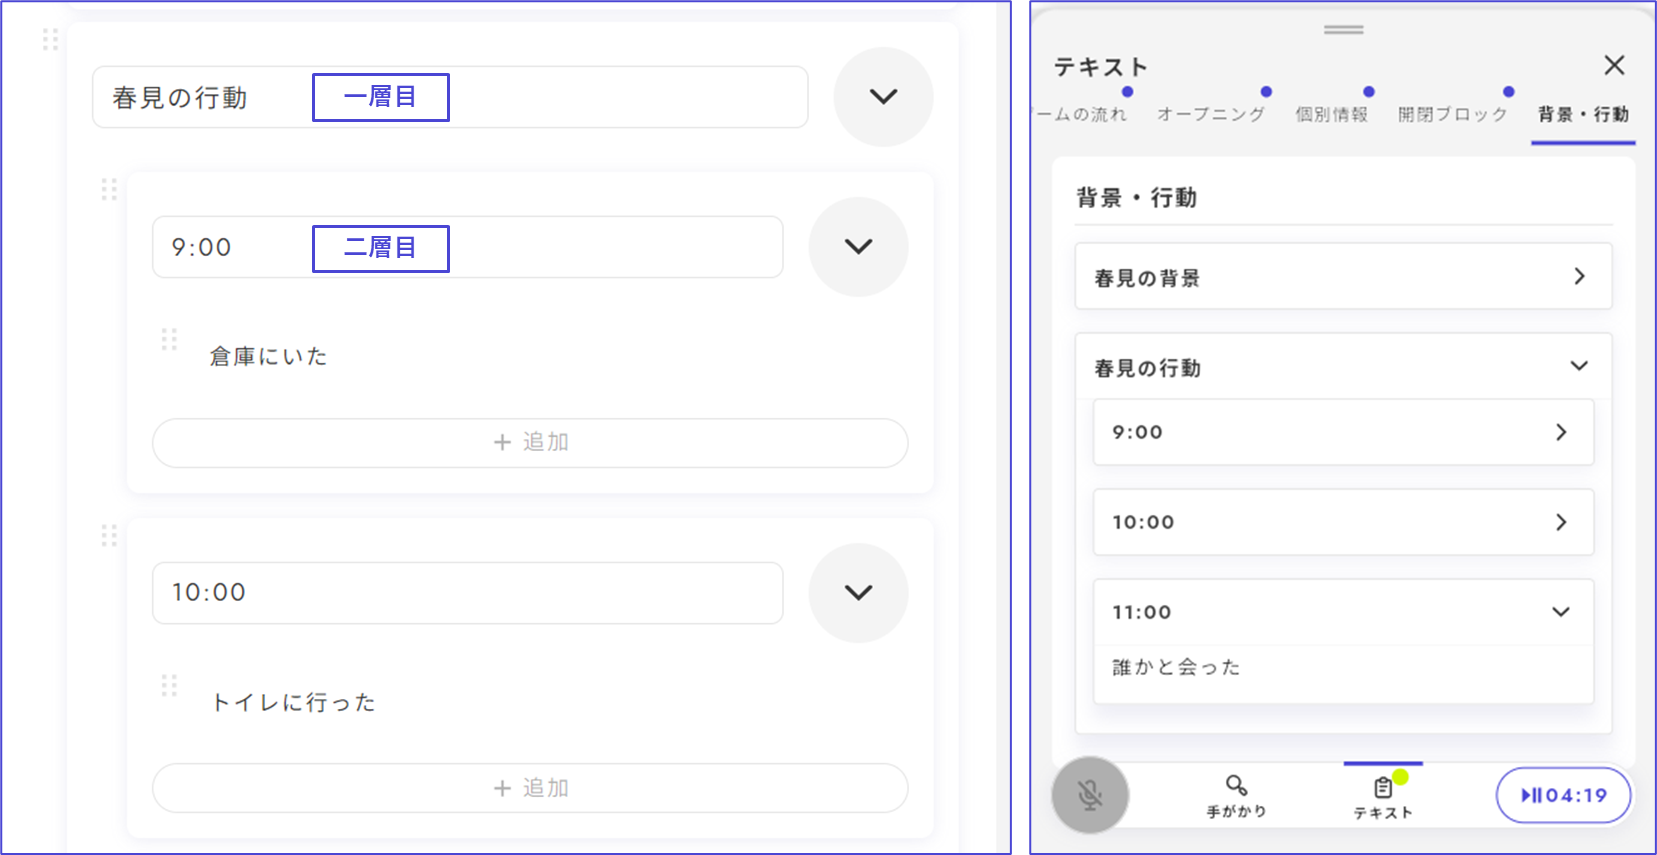 春見の行動
一層目
9:00
二層目
倉庫にいた
+ 追加
10:00
トイレに行った
+ 追加
テキスト
ームの流れ
オープニング
個別情報
開閉ブロック
背景・行動
背景・行動
春見の背景
春見の行動
9:00
10:00
11:00
誰かと会った
手がかり
テキスト
04:19